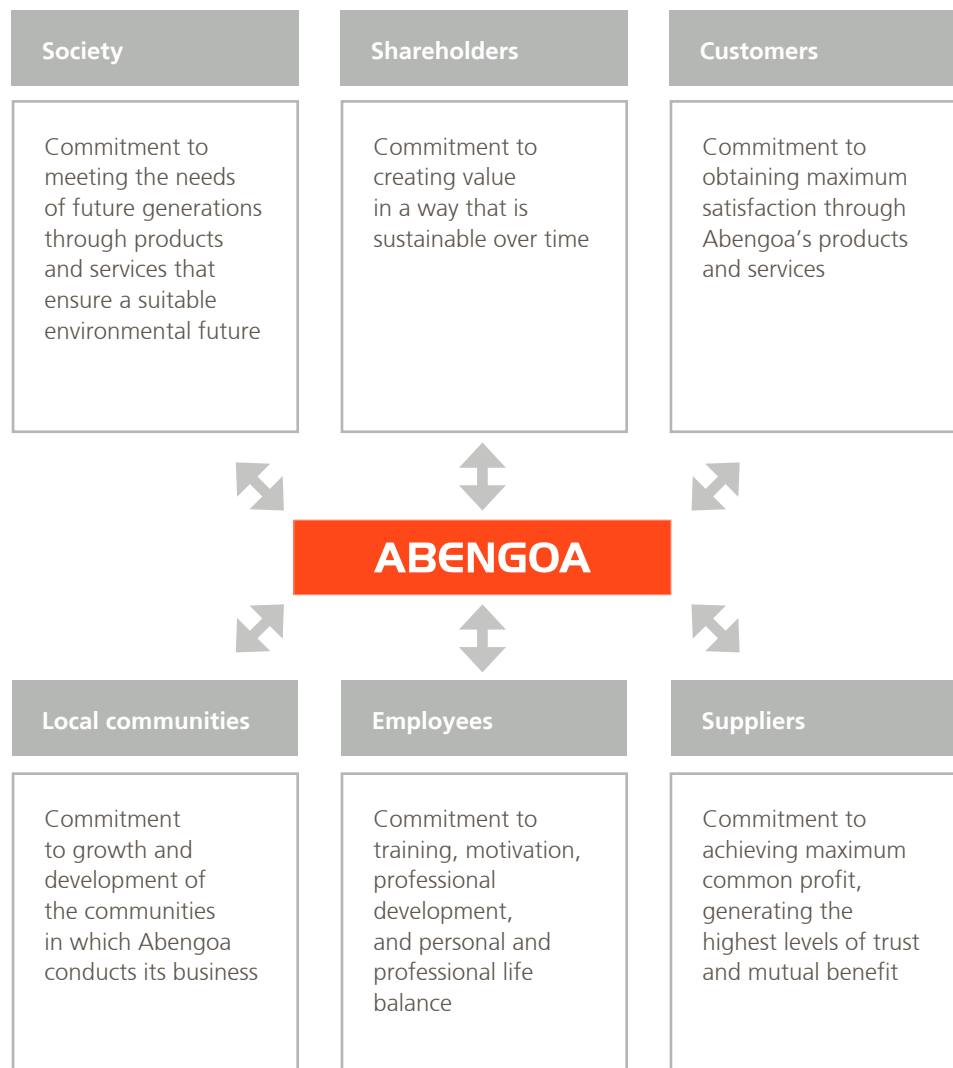 Society
Commitment to
meeting the needs
of future generations
through products
and services that
ensure a suitable
environmental future
Shareholders
Commitment to
creating value
in a way that is
sustainable over time
Customers
Commitment to
obtaining maximum
satisfaction through
Abengoa’s products
and services
ABENGOA
Local communities
Commitment
to growth and
development of
the communities
in which Abengoa
conducts its business
Employees
Commitment to
training, motivation,
professional
development,
and personal and
professional life
balance
Suppliers
Commitment to
achieving maximum
common profit,
generating the
highest levels of trust
and mutual benefit